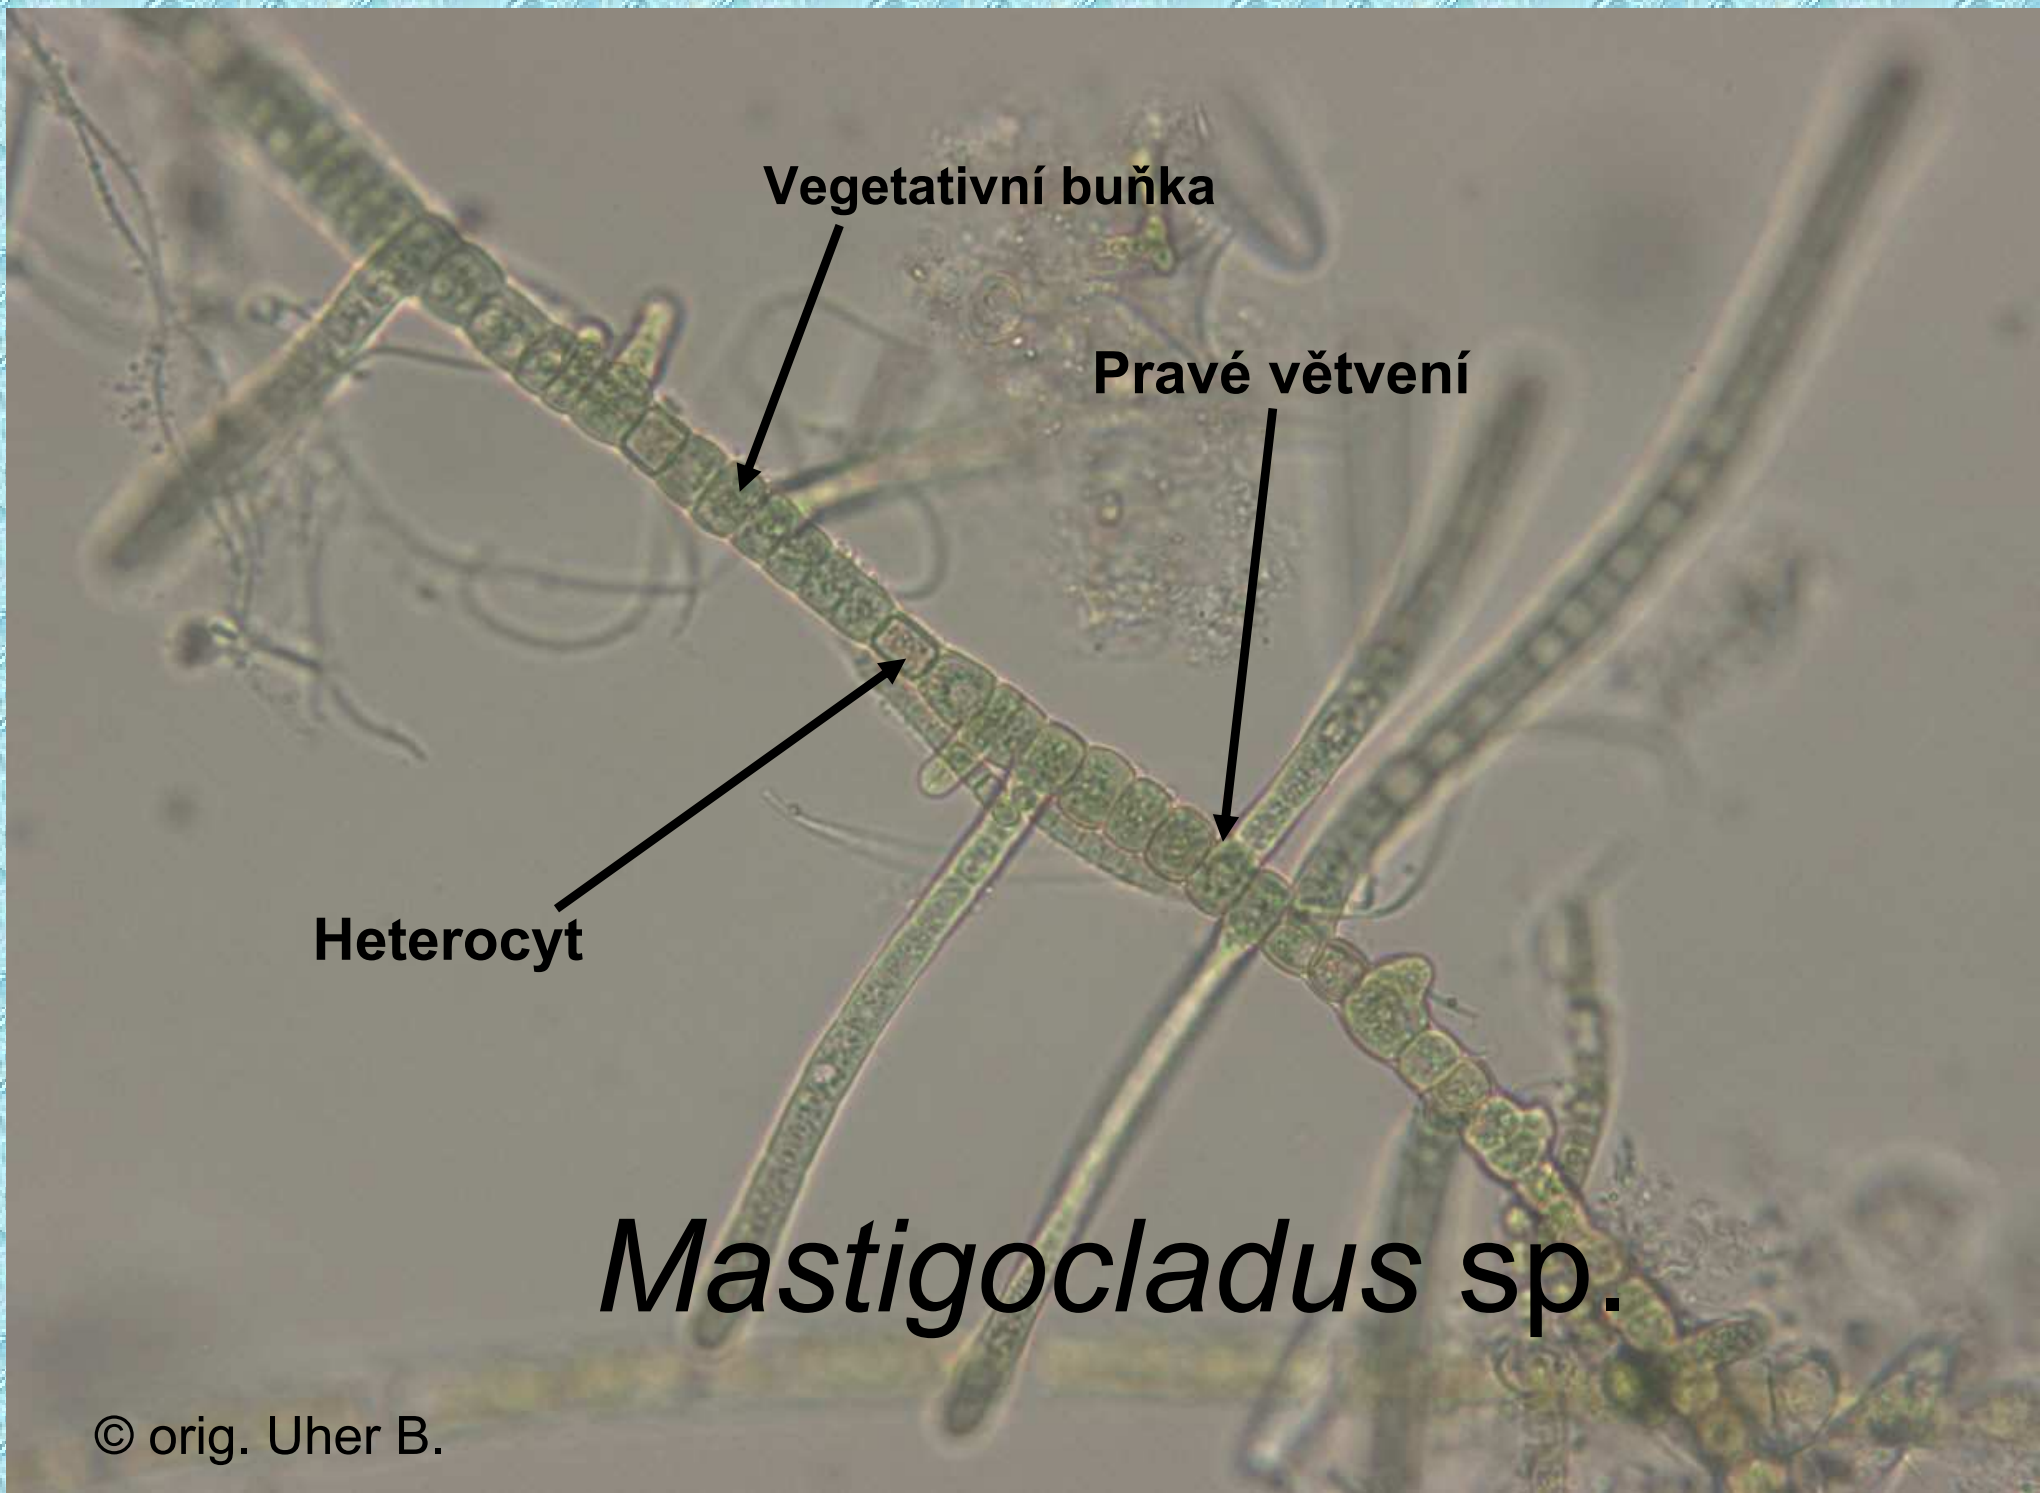 Vegetativní buňka
Pravé větvení
Heterocyt
Mastigocladus sp.
© orig. Uher B.